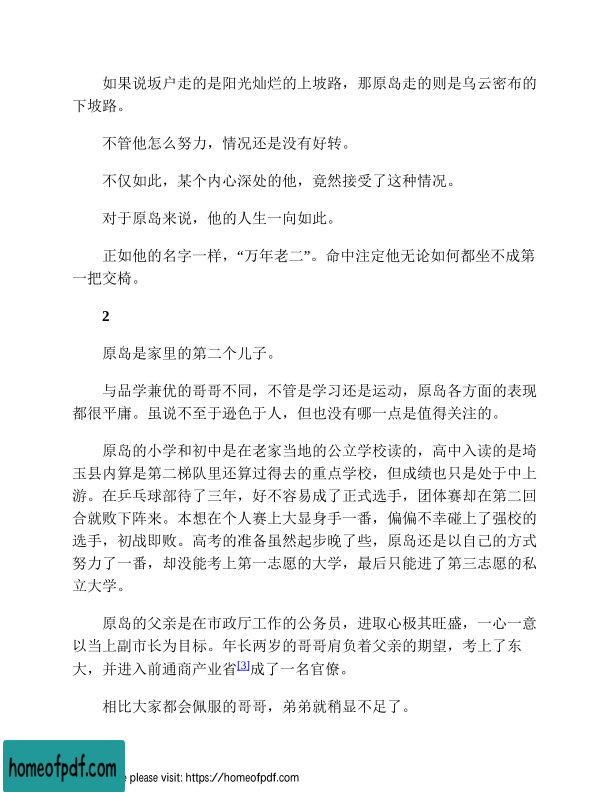 如果说坂户走的是阳光灿烂的上坡路，那原岛走的则是乌云密布的
下坡路。
不管他怎么努力，情况还是没有好转。
不仅如此，某个内心深处的他，竟然接受了这种情况。
对于原岛来说，他的人生一向如此。
正如他的名字一样，“万年老二”。命中注定他无论如何都坐不成第
一把交椅。
2
原岛是家里的第二个儿子。
与品学兼优的哥哥不同，不管是学习还是运动，原岛各方面的表现
都很平庸。虽说不至于逊色于人，但也没有哪一点是值得关注的。
原岛的小学和初中是在老家当地的公立学校读的，高中入读的是埼
玉县内算是第二梯队里还算过得去的重点学校，但成绩也只是处于中上
游。在乒乓球部待了三年，好不容易成了正式选手，团体赛却在第二回
合就败下阵来。本想在个人赛上大显身手一番，偏偏不幸碰上了强校的
选手，初战即败。高考的准备虽然起步晚了些，原岛还是以自己的方式
努力了一番，却没能考上第一志愿的大学，最后只能进了第三志愿的私
立大学。
原岛的父亲是在市政厅工作的公务员，进取心极其旺盛，一心一意
以当上副市长为目标。年长两岁的哥哥肩负着父亲的期望，考上了东
大，并进入前通商产业省[3]成了一名官僚。
相比大家都会佩服的哥哥，弟弟就稍显不足了。
homeofpdf.com
e please visit: https://homeofpdf.com